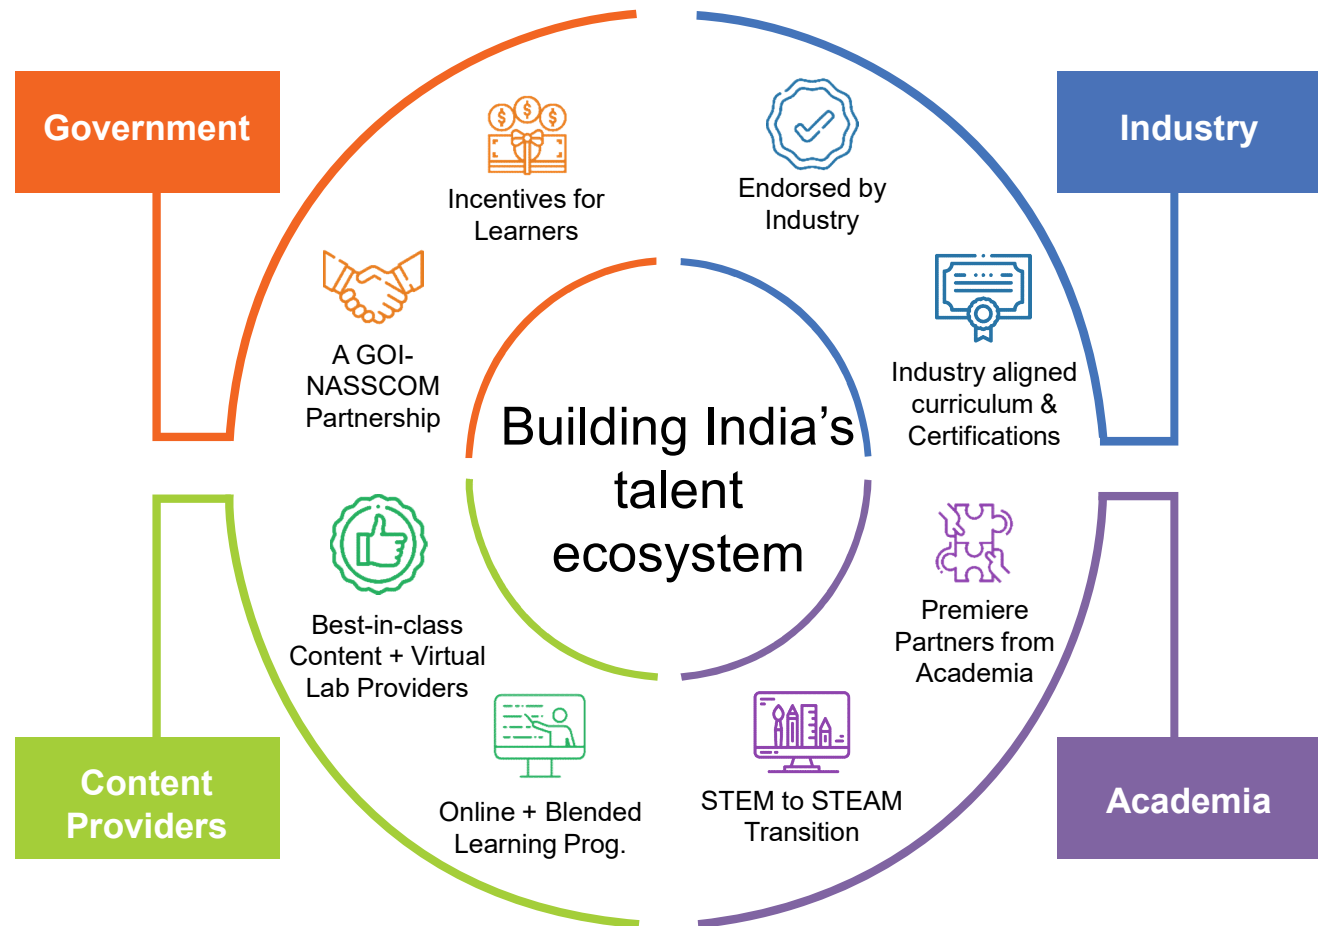 Government
Industry
Incentives for
Learners
Endorsed by
Industry
A GOI-
NASSCOM
Partnership
Industry aligned
curriculum &
Certifications
Building India’s
talent
ecosystem
Best-in-class
Content + Virtual
Lab Providers
Premiere
Partners from
Academia
Online + Blended
Learning Prog.
STEM to STEAM
Transition
Content
Providers
Academia